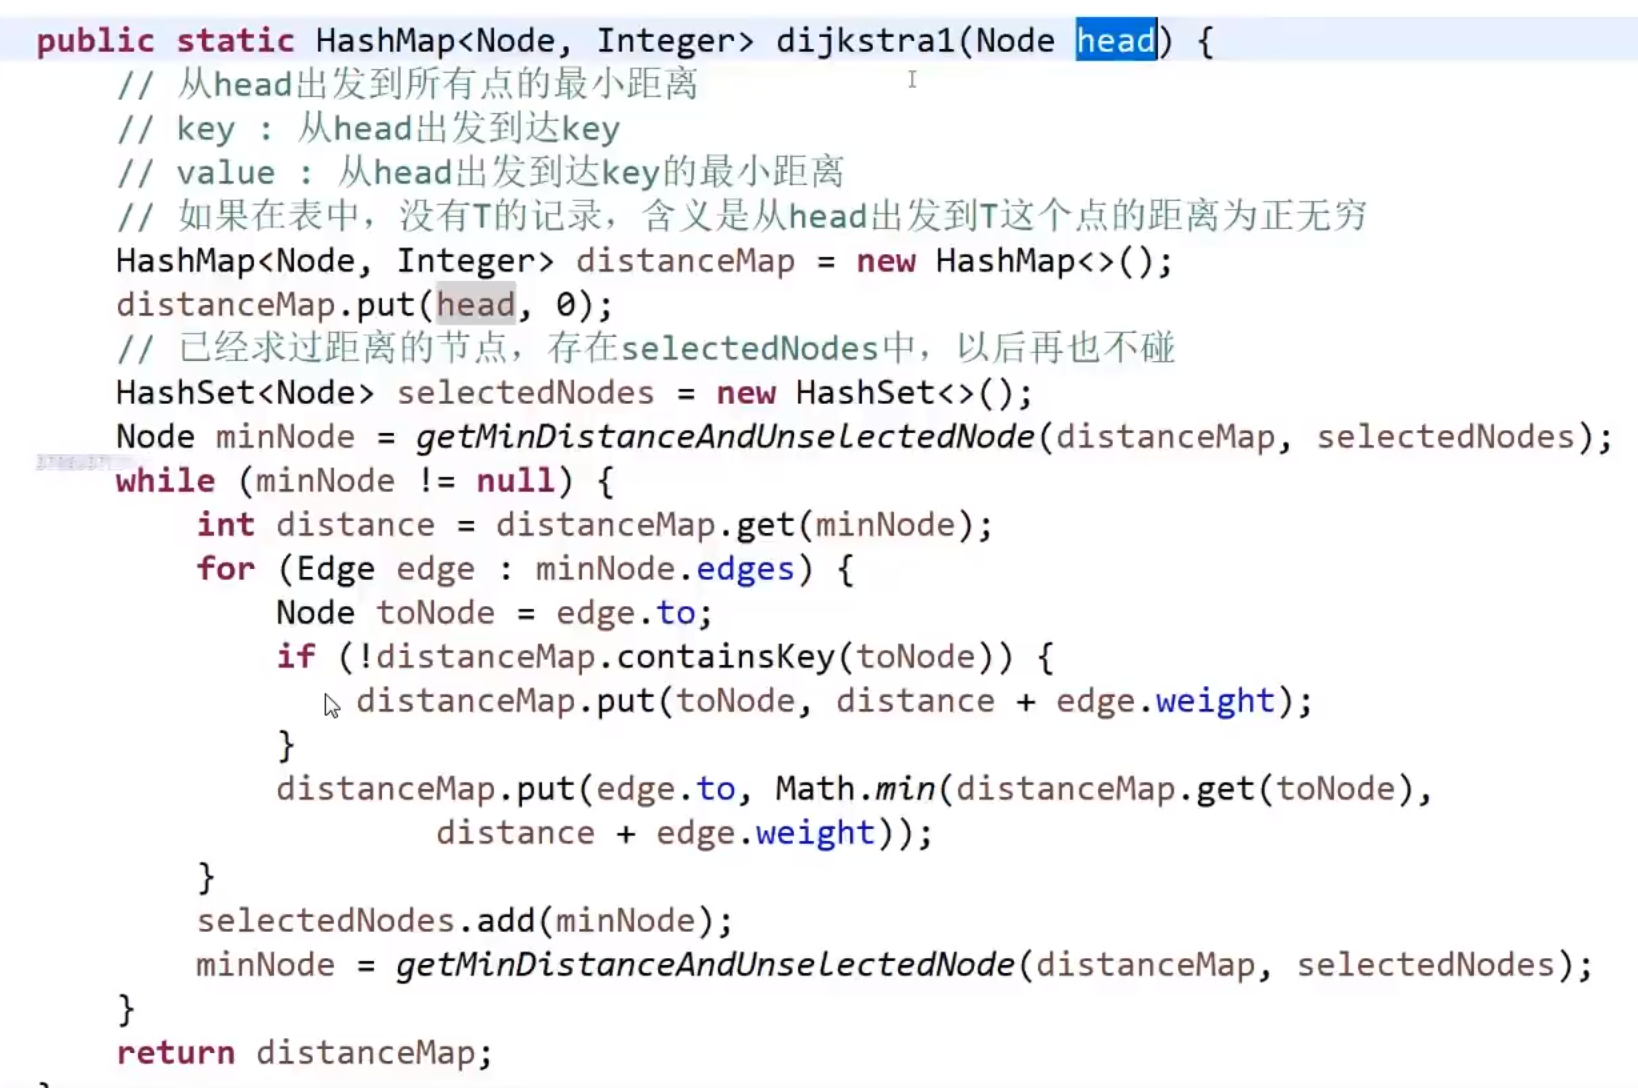 public static HashMap<Node, Integer> dijkstra1(Node head) {
// 从head出发到所有点的最小距离
// key : 从head出发到达key
// value : 从head出发到达key的最小距离
// 如果在表中，没有T的记录，含义是从head出发到T这个点的距离为正无穷
HashMap<Node, Integer> distanceMap = new HashMap<>();
distanceMap.put(head, 0);
// 已经求过距离的节点，存在selectedNodes中，以后再也不碰
HashSet<Node> selectedNodes = new HashSet<>();
Node minNode = getMinDistanceAndUnselectedNode(distanceMap, selectedNodes);
while (minNode != null) {
int distance = distanceMap.get(minNode);
for (Edge edge : minNode.edges) {
Node toNode = edge.to;
if (!distanceMap.containsKey(toNode)) {
distanceMap.put(toNode, distance + edge.weight);
}
distanceMap.put(edge.to, Math.min(distanceMap.get(toNode),
distance + edge.weight));
}
selectedNodes.add(minNode);
minNode = getMinDistanceAndUnselectedNode(distanceMap, selectedNodes);
}
return distanceMap;